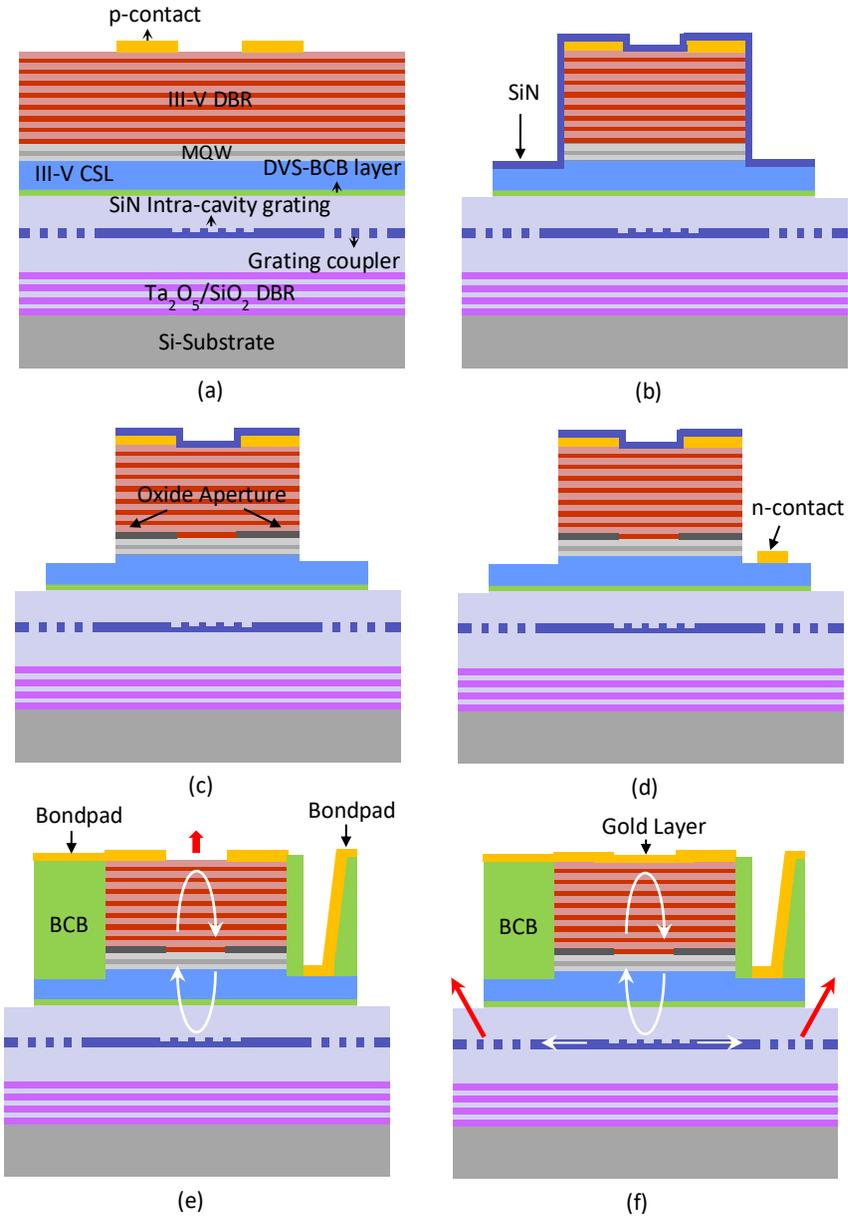 p-contact
III-V DBR
MQW
III-V CSL
DVS-BCB layer
SiN Intra-cavity grating
Grating coupler
Ta₂O₅/SiO₂ DBR
Si-Substrate
(a)
SiN
(b)
Oxide Aperture
(c)
n-contact
(d)
Bondpad
Bondpad
BCB
(e)
Gold Layer
BCB
(f)